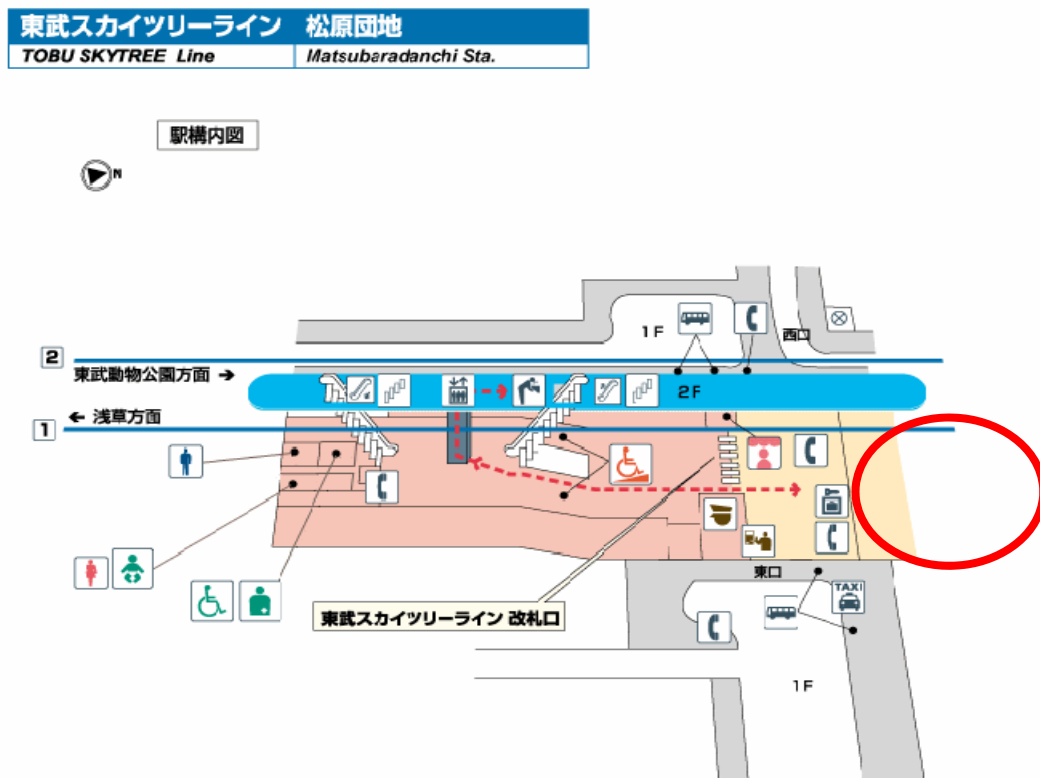 東武スカイツリーライン 松原団地
TOBU SKYTREE Line Matsubaradanchi Sta.
駅構内図
N
1F
西口
2
東武動物公園方面 →
2F
← 浅草方面
1
東口
TAXI
東武スカイツリーライン 改札口
1F